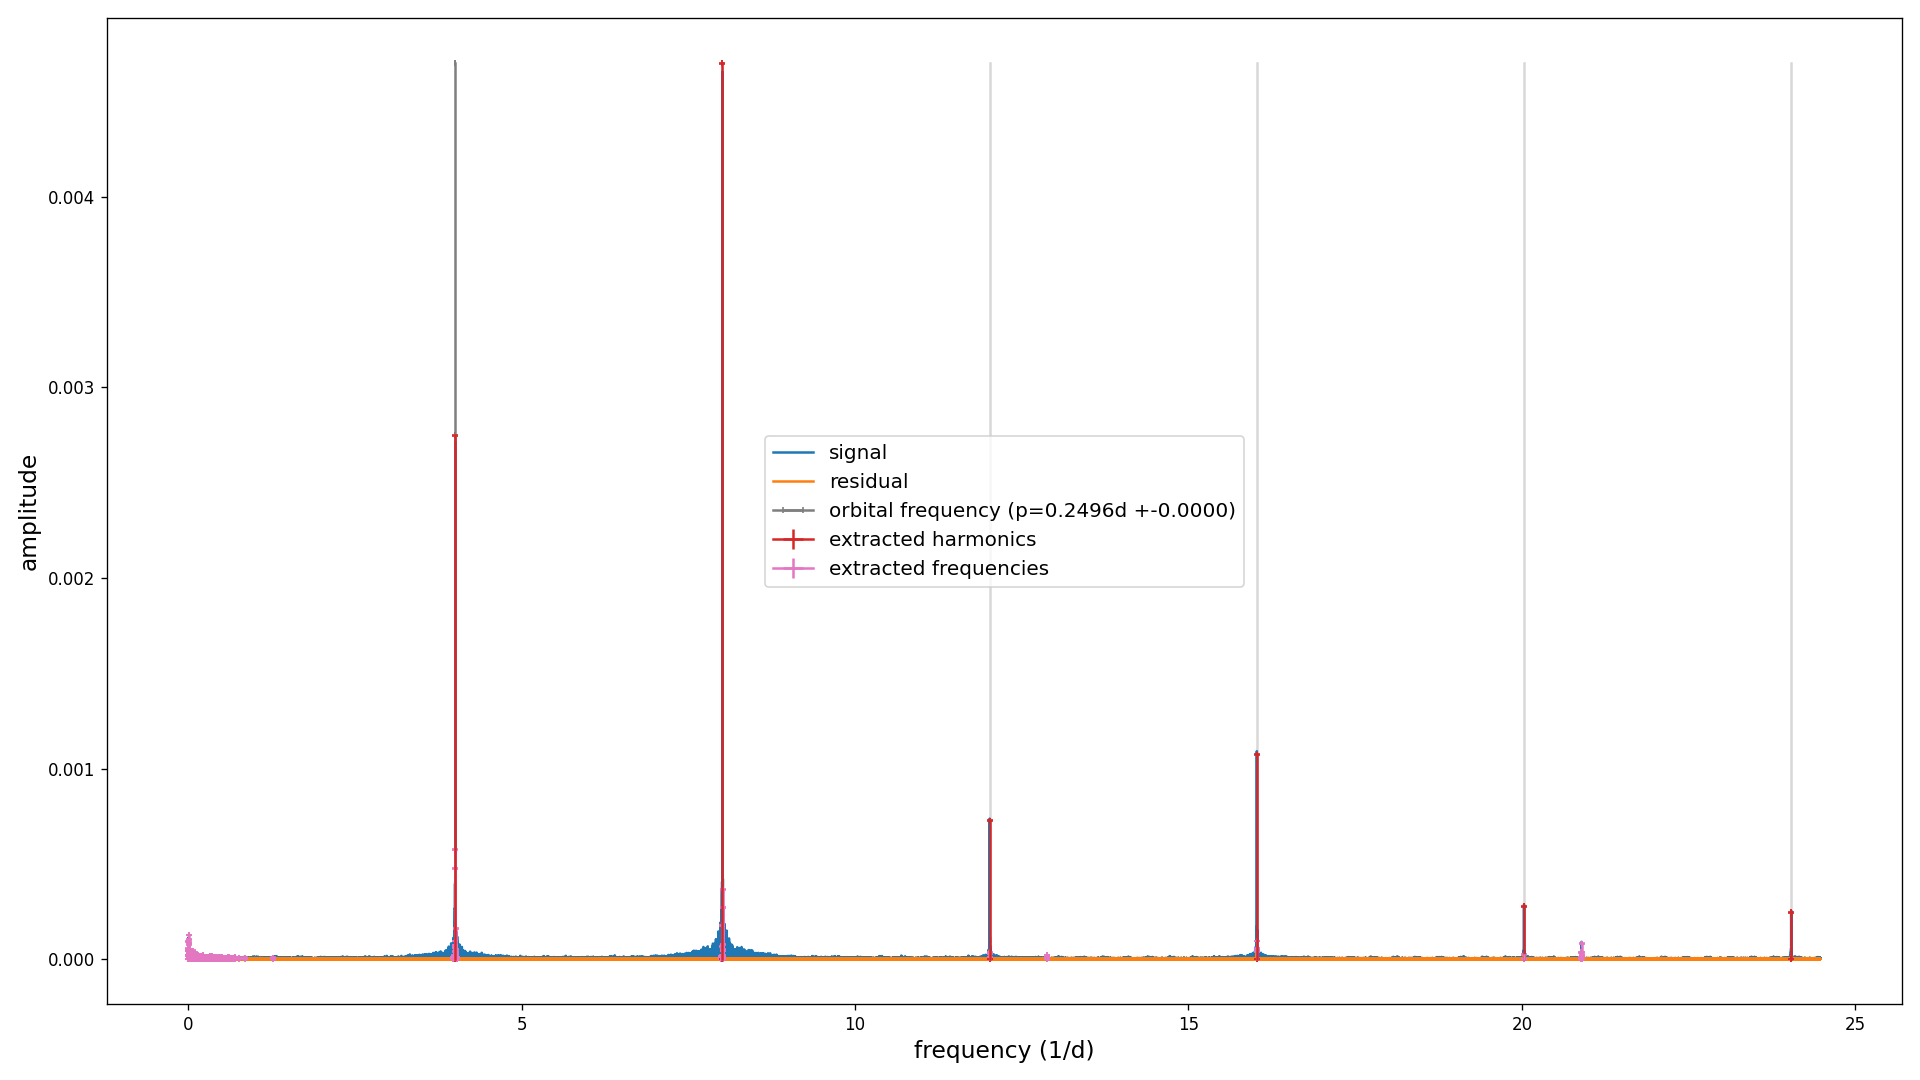 amplitude
0.004
0.003
0.002
0.001
0.000
signal
residual
orbital frequency (p=0.2496d +-0.0000)
extracted harmonics
extracted frequencies
0 5 10 15 20 25
frequency (1/d)